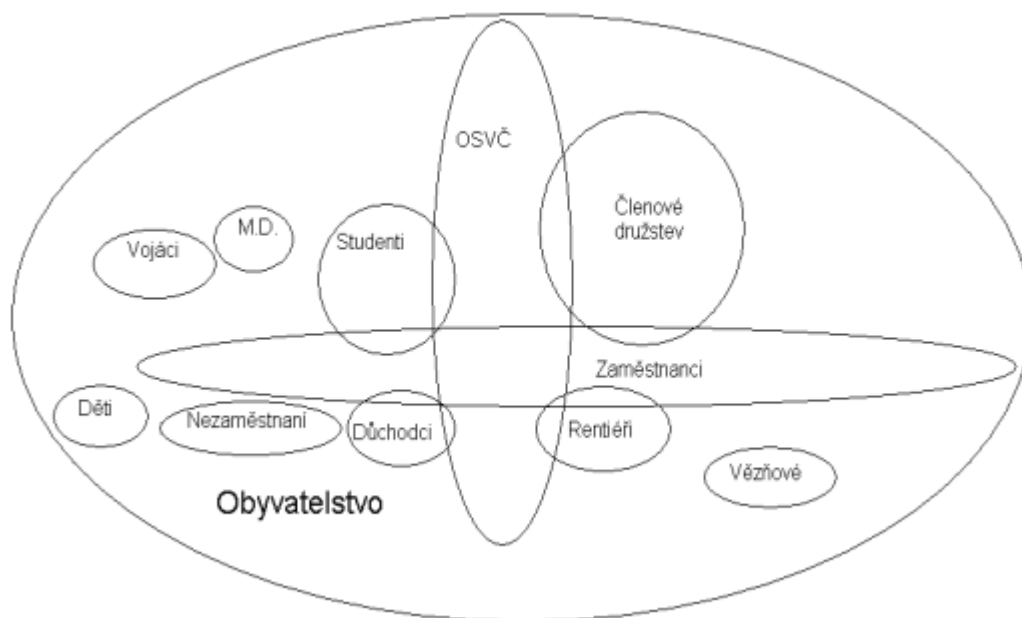 OSVČ
Členové
družstev
M.D.
Studenti
Vojáci
Zaměstnanci
Děti
Nezaměstnaní
Důchodci
Rentiéři
Vězňové
Obyvatelstvo